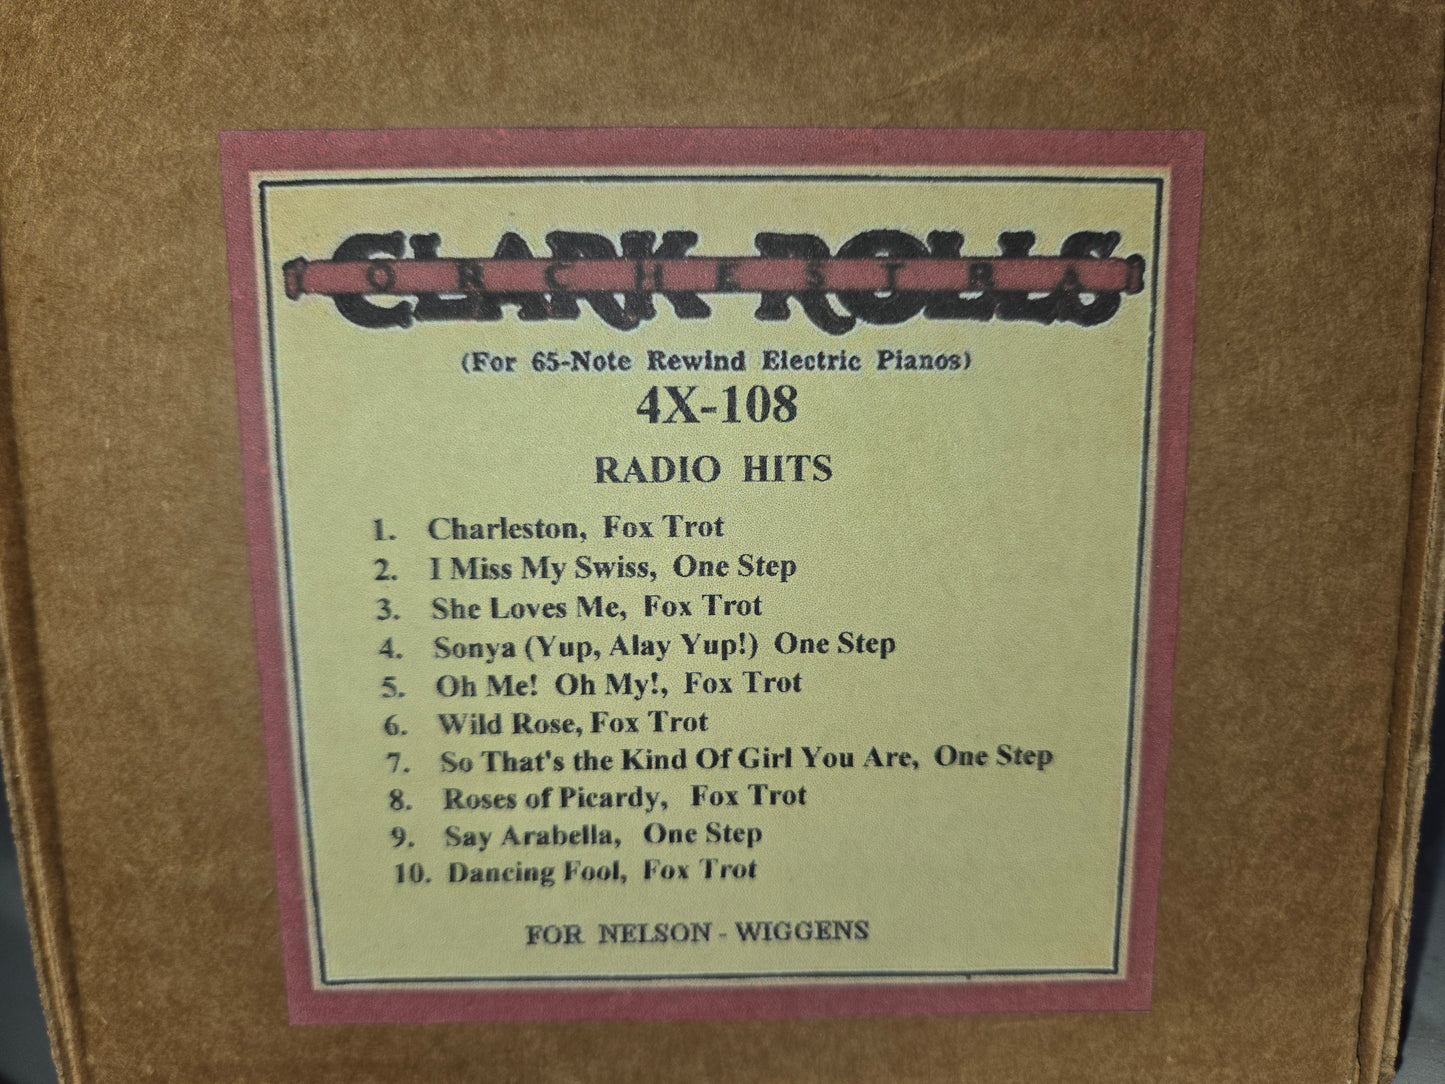 CLARK ROLLS
ORCHESTRA
(For 65-Note Rewind Electric Pianos)
4X-108
RADIO HITS
1. Charleston, Fox Trot
2. I Miss My Swiss, One Step
3. She Loves Me, Fox Trot
4. Sonya (Yup, Alay Yup!) One Step
5. Oh Me! Oh My!, Fox Trot
6. Wild Rose, Fox Trot
7. So That's the Kind Of Girl You Are, One Step
8. Roses of Picardy, Fox Trot
9. Say Arabella, One Step
10. Dancing Fool, Fox Trot
FOR NELSON - WIGGENS